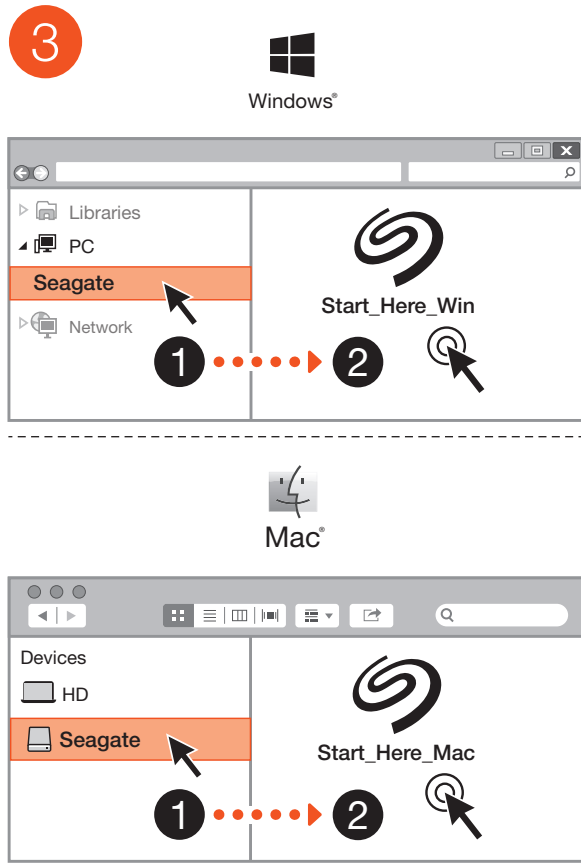 3
Windows®
Libraries
PC
Seagate
Network
Start_Here_Win
1
2
Mac®
Devices
HD
Seagate
Start_Here_Mac
1
2